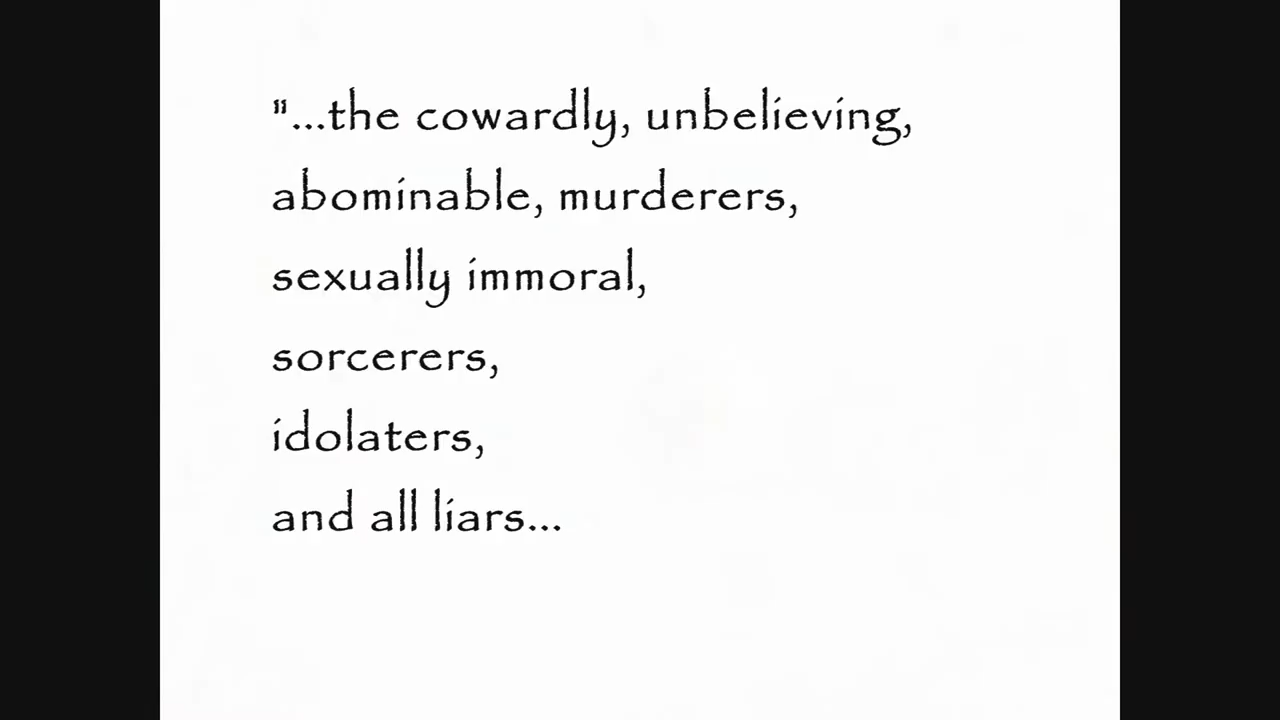 "...the cowardly, unbelieving,
abominable, murderers,
sexually immoral,
sorcerers,
idolaters,
and all liars...